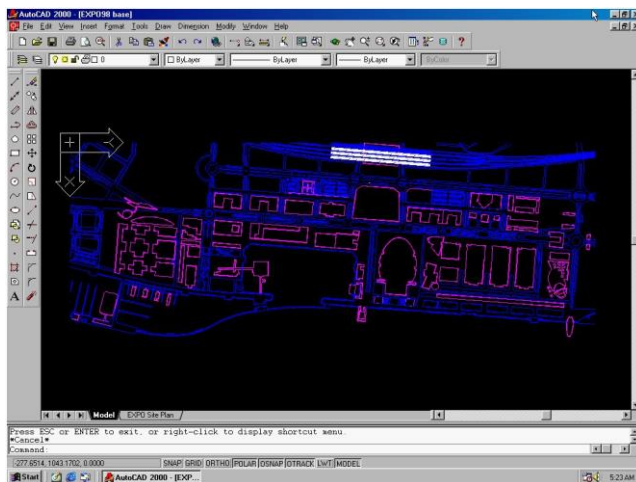 AutoCAD 2000 - [EXPO98 base]
File Edit View Insert Format Tools Draw Dimension Modify Window Help
0 ByLayer ByLayer ByLayer ByColor
A
X
Model EXPO Site Plan
Press ESC or ENTER to exit, or right-click to display shortcut menu.
*Cancel*
Command:
-277.6514, 1043.1702, 0.0000 SNAP GRID ORTHO POLAR OSNAP OTRACK LWT MODEL
Start AutoCAD 2000 - [EXP... 5:23 AM